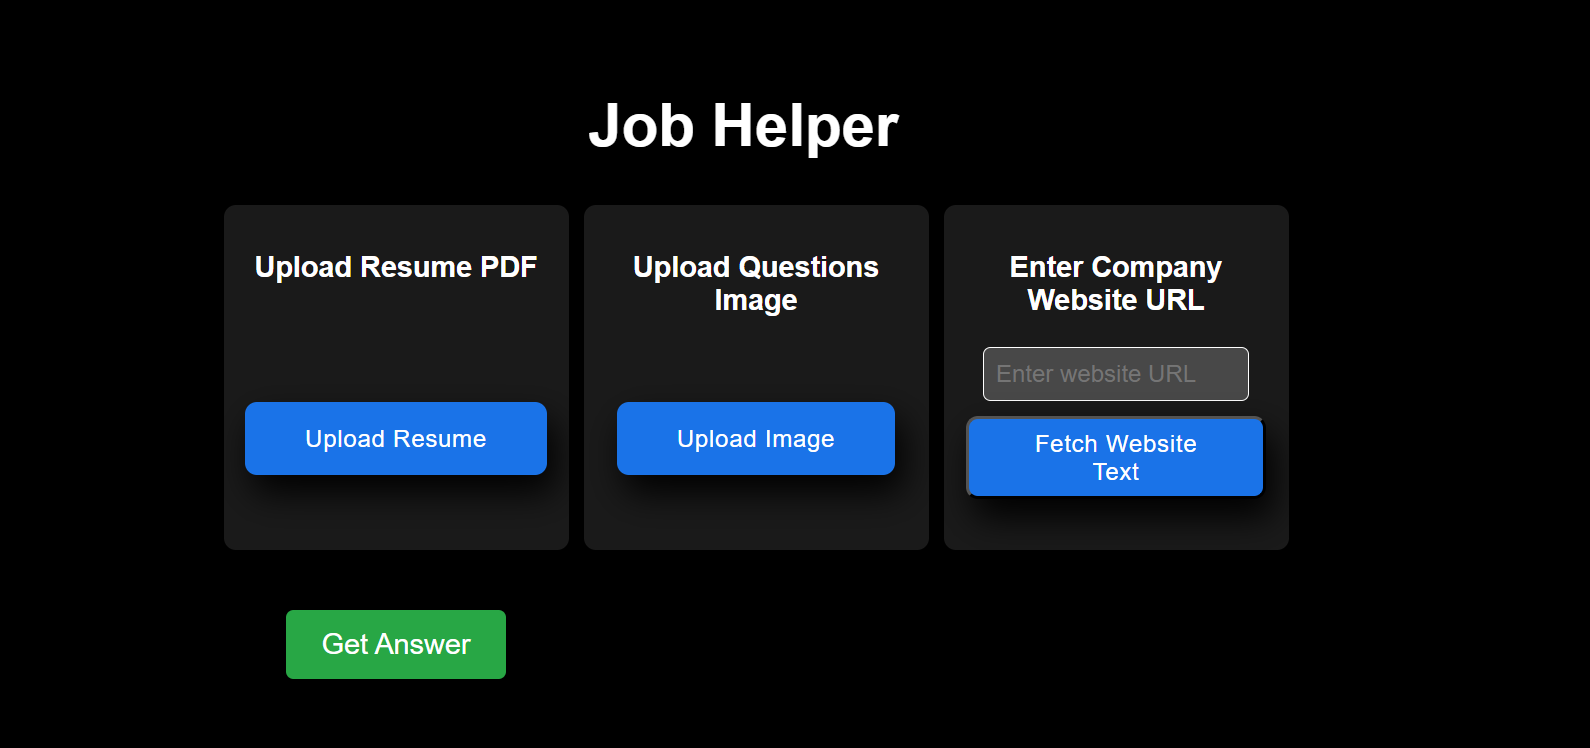 Job Helper
Upload Resume PDF
Upload Resume
Upload Questions
Image
Upload Image
Enter Company
Website URL
Enter website URL
Fetch Website
Text
Get Answer